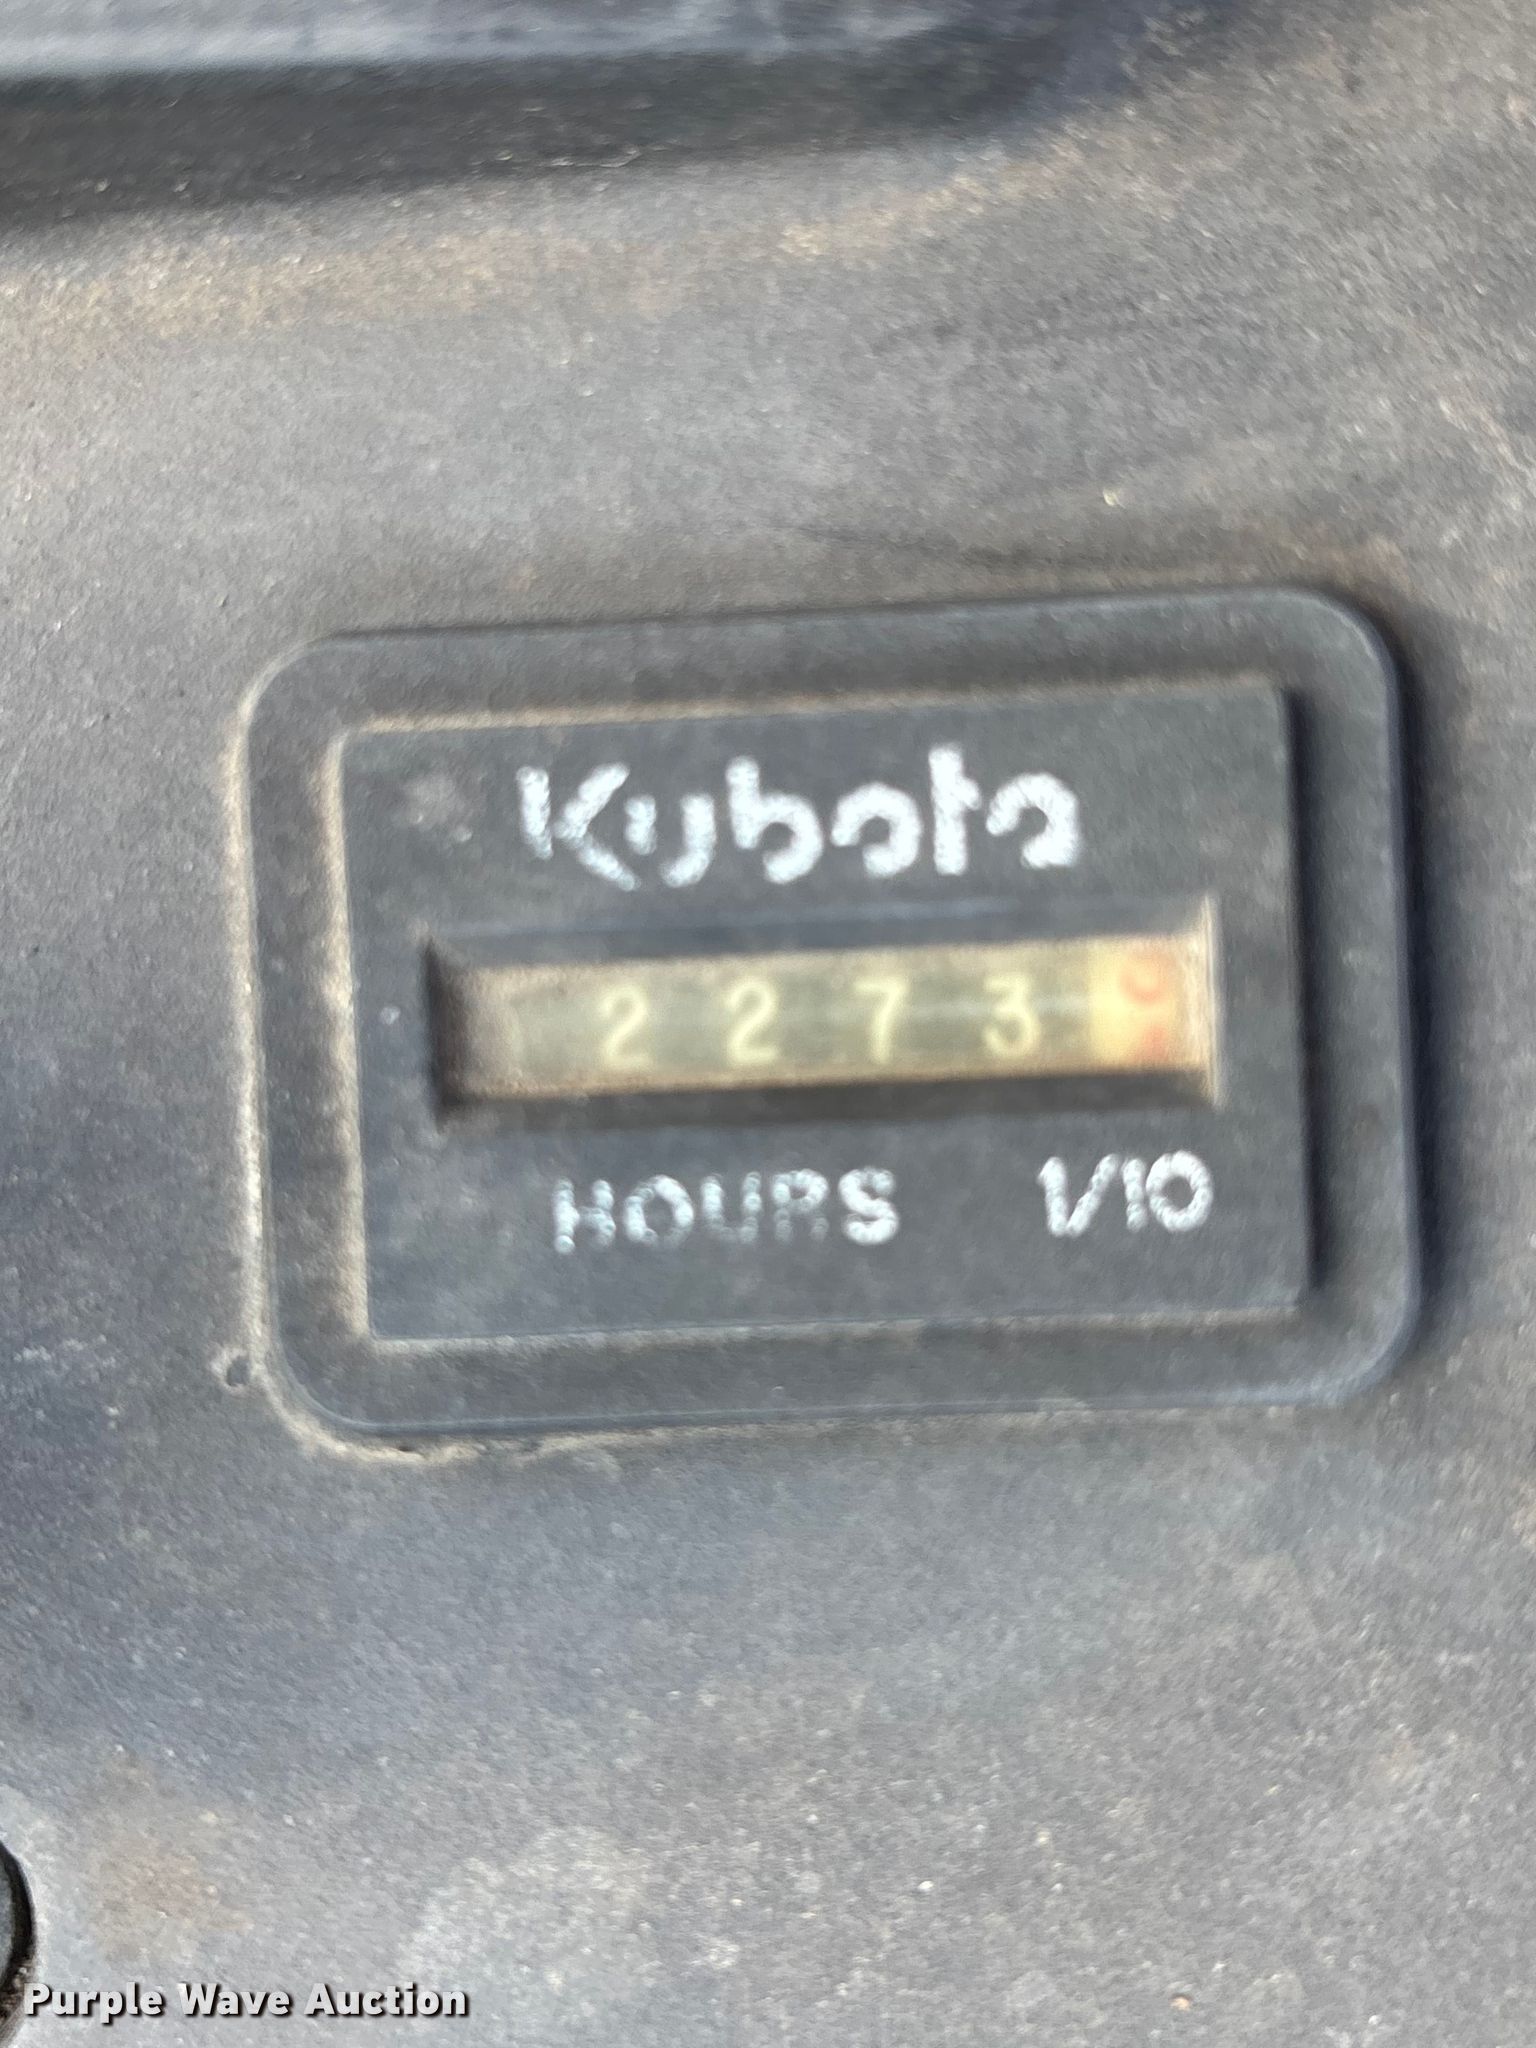 Kubota
2273
HOURS 1/10
Purple Wave Auction